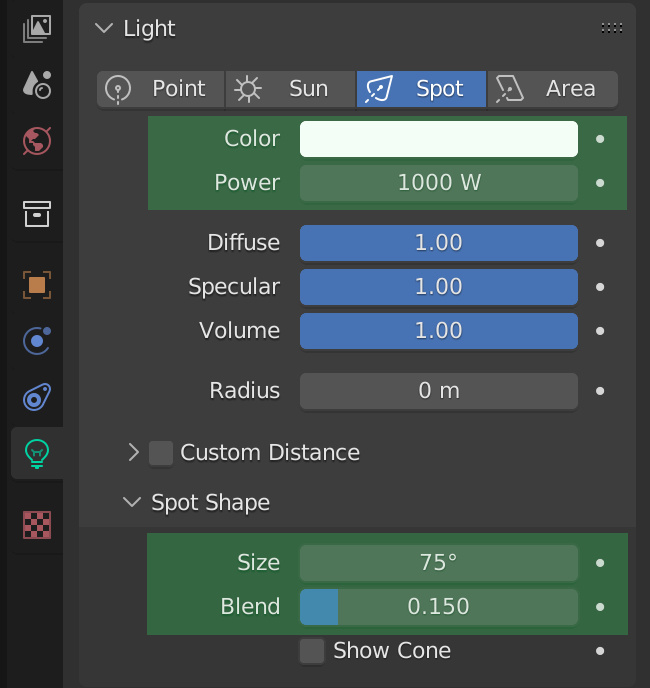 Light
Point Sun Spot Area
Color
Power 1000 W
Diffuse 1.00
Specular 1.00
Volume 1.00
Radius 0 m
Custom Distance
Spot Shape
Size 75°
Blend 0.150
Show Cone